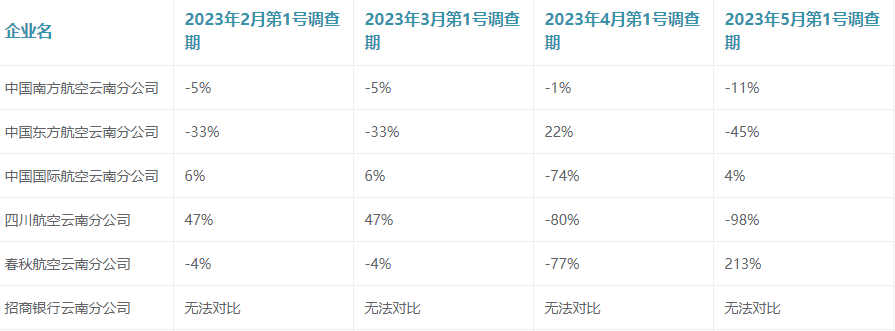 企业名 2023年2月第1号调查期 2023年3月第1号调查期 2023年4月第1号调查期 2023年5月第1号调查期
中国南方航空云南分公司 -5% -5% -1% -11%
中国东方航空云南分公司 -33% -33% 22% -45%
中国国际航空云南分公司 6% 6% -74% 4%
四川航空云南分公司 47% 47% -80% -98%
春秋航空云南分公司 -4% -4% -77% 213%
招商银行云南分公司 无法对比 无法对比 无法对比 无法对比